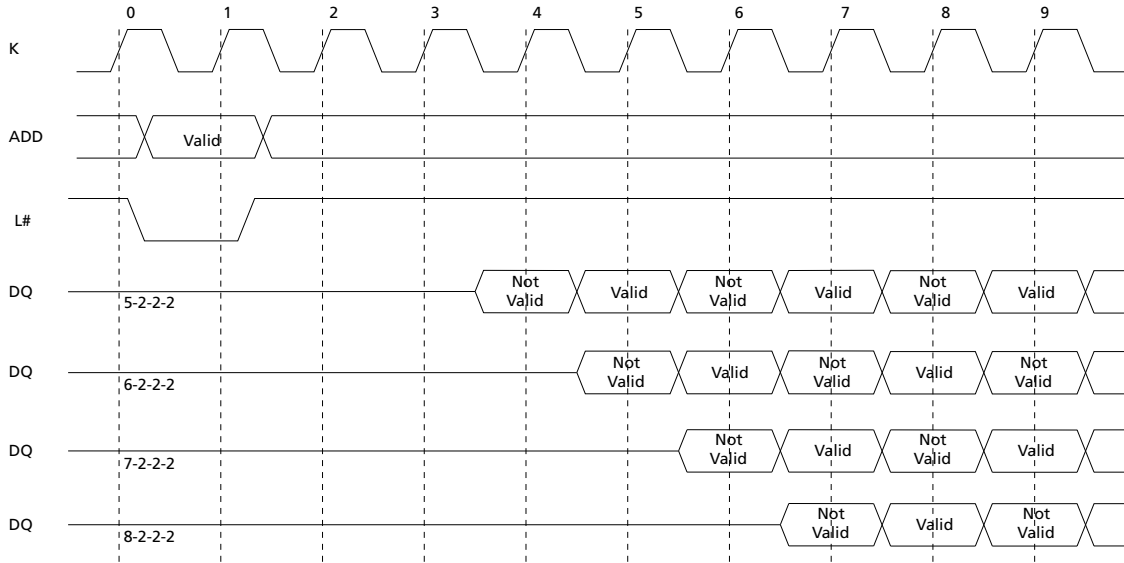 0 1 2 3 4 5 6 7 8 9
K
ADD
Valid
L#
DQ
5-2-2-2
Not
Valid
Valid
Not
Valid
Valid
Not
Valid
Valid
DQ
6-2-2-2
Not
Valid
Valid
Not
Valid
Valid
Not
Valid
DQ
7-2-2-2
Not
Valid
Valid
Not
Valid
Valid
DQ
8-2-2-2
Not
Valid
Valid
Not
Valid